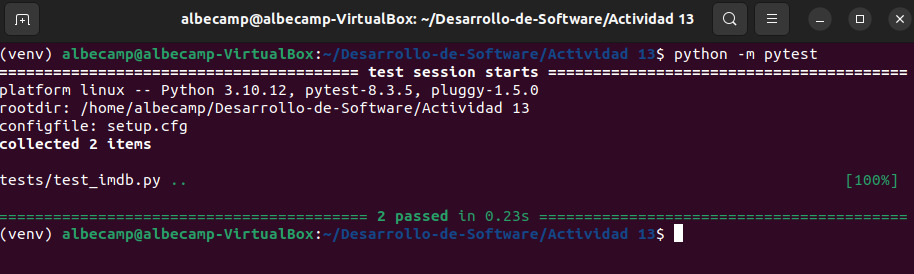 albecamp@albecamp-VirtualBox: ~/Desarrollo-de-Software/Actividad 13
(venv) albecamp@albecamp-VirtualBox:~/Desarrollo-de-Software/Actividad 13$ python -m pytest
======================================== test session starts ========================================
platform linux -- Python 3.10.12, pytest-8.3.5, pluggy-1.5.0
rootdir: /home/albecamp/Desarrollo-de-Software/Actividad 13
configfile: setup.cfg
collected 2 items
tests/test_imdb.py .. [100%]
========================================= 2 passed in 0.23s =========================================
(venv) albecamp@albecamp-VirtualBox:~/Desarrollo-de-Software/Actividad 13$